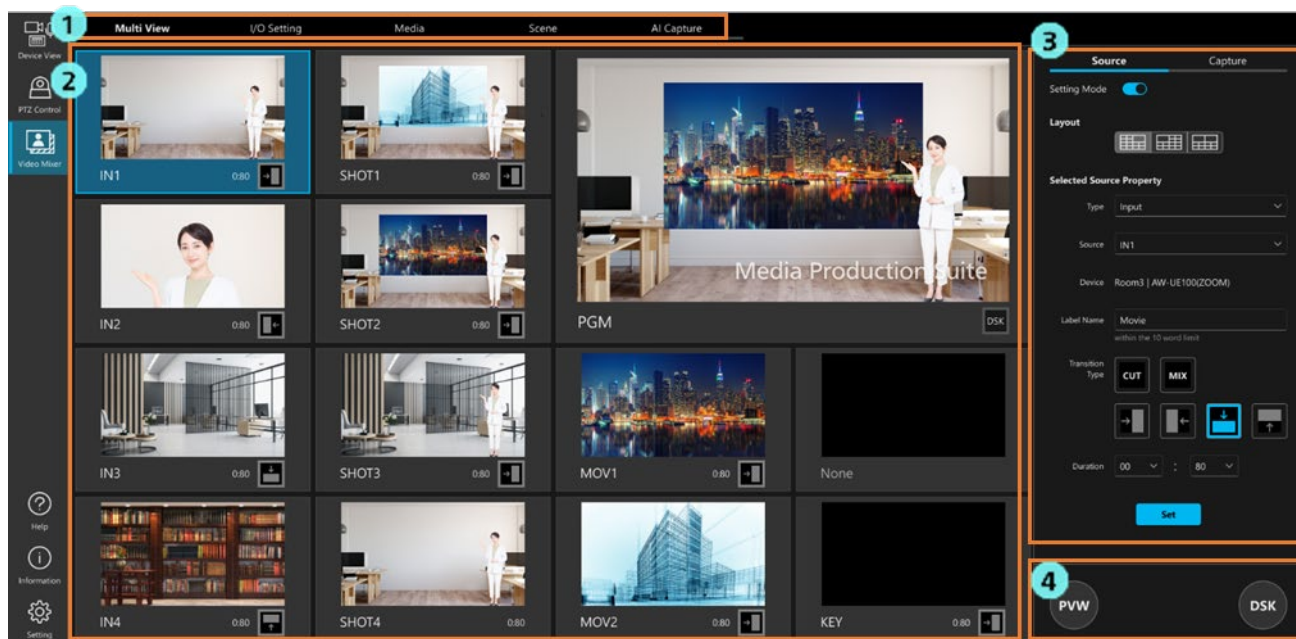 1
Multi View I/O Setting Media Scene AI Capture
Device View
PTZ Control
Video Mixer
Help
Information
Setting
2
IN1 0:80
SHOT1 0:80
IN2 0:80
SHOT2 0:80
Media Production Suite
PGM DSK
IN3 0:80
SHOT3 0:80
MOV1 0:80
None
IN4 0:80
SHOT4 0:80
MOV2 0:80
KEY 0:80
3
Source Capture
Setting Mode
Layout
Selected Source Property
Type Input
Source IN1
Device Room3 | AW-UE100(ZOOM)
Label Name Movie
within the 10 word limit
Transition
Type CUT MIX
Duration 00 : 80
Set
4
PVW DSK